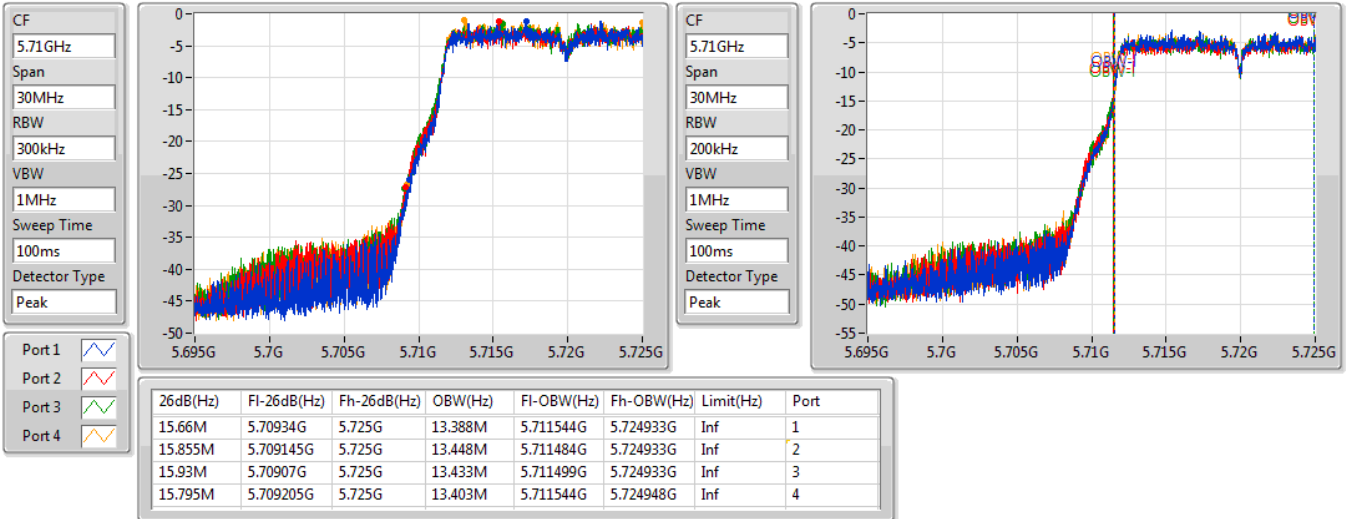 CF
5.71GHz
Span
30MHz
RBW
300kHz
VBW
1MHz
Sweep Time
100ms
Detector Type
Peak
0
-5
-10
-15
-20
-25
-30
-35
-40
-45
-50
5.695G 5.7G 5.705G 5.71G 5.715G 5.72G 5.725G
CF
5.71GHz
Span
30MHz
RBW
200kHz
VBW
1MHz
Sweep Time
100ms
Detector Type
Peak
0
-5
-10
-15
-20
-25
-30
-35
-40
-45
-50
-55
5.695G 5.7G 5.705G 5.71G 5.715G 5.72G 5.725G
Port 1
Port 2
Port 3
Port 4
26dB(Hz) Fl-26dB(Hz) Fh-26dB(Hz) OBW(Hz) Fl-OBW(Hz) Fh-OBW(Hz) Limit(Hz) Port
15.66M 5.70934G 5.725G 13.388M 5.711544G 5.724933G Inf 1
15.855M 5.709145G 5.725G 13.448M 5.711484G 5.724933G Inf 2
15.93M 5.70907G 5.725G 13.433M 5.711499G 5.724933G Inf 3
15.795M 5.709205G 5.725G 13.403M 5.711544G 5.724948G Inf 4